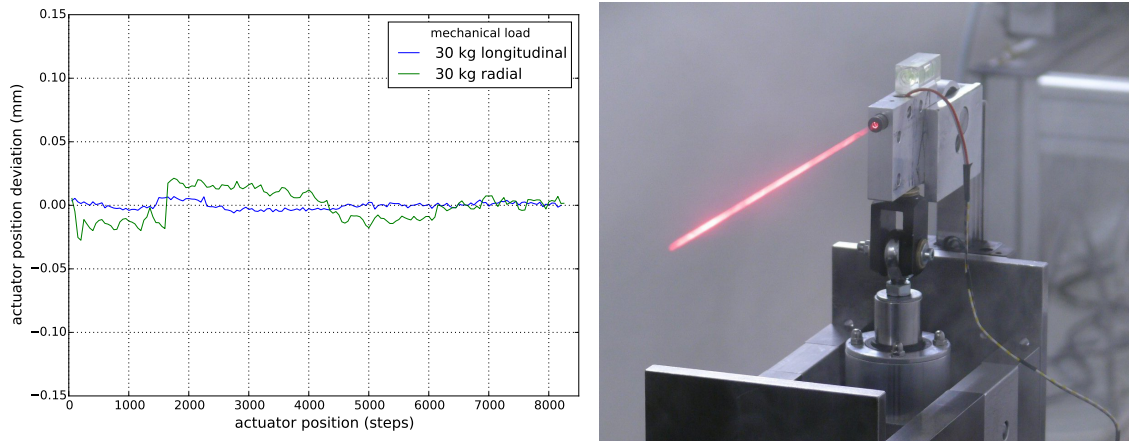 mechanical load
30 kg longitudinal
30 kg radial
0.15
0.10
0.05
0.00
−0.05
−0.10
−0.15
actuator position deviation (mm)
0 1000 2000 3000 4000 5000 6000 7000 8000
actuator position (steps)